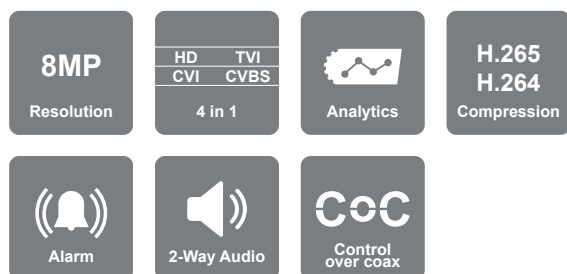 8MP
Resolution
HD TVI
CVI CVBS
4 in 1
Analytics
H.265
H.264
Compression
Alarm
2-Way Audio
CoC
Control
over coax